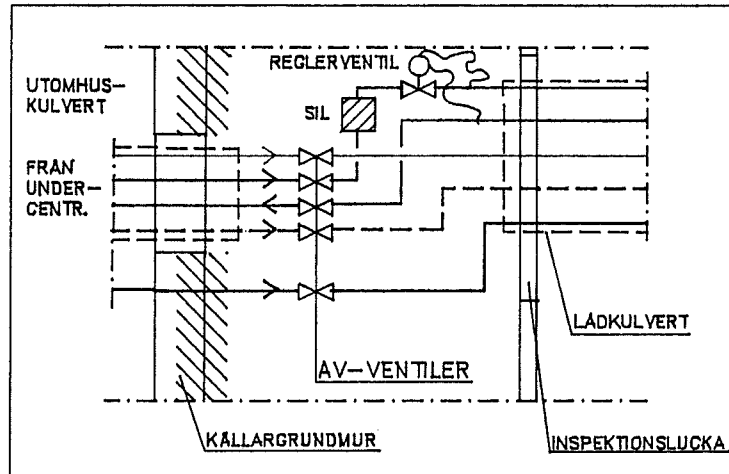 REGLERVENTIL
UTOMHUS-
KULVERT
SIL
FRÅN
UNDER-
CENTR.
LÅDKULVERT
AV-VENTILER
KÄLLARGRUNDMUR
INSPEKTIONSLUCKA